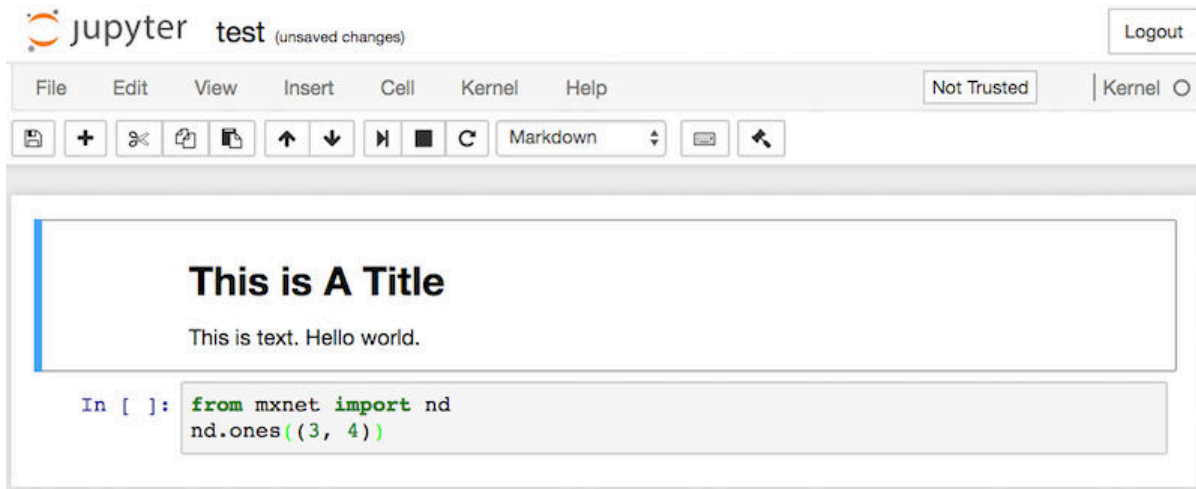 jupyter test (unsaved changes) Logout
File Edit View Insert Cell Kernel Help Not Trusted Kernel
Markdown
This is A Title
This is text. Hello world.
In [ ]: from mxnet import nd
nd.ones((3, 4))